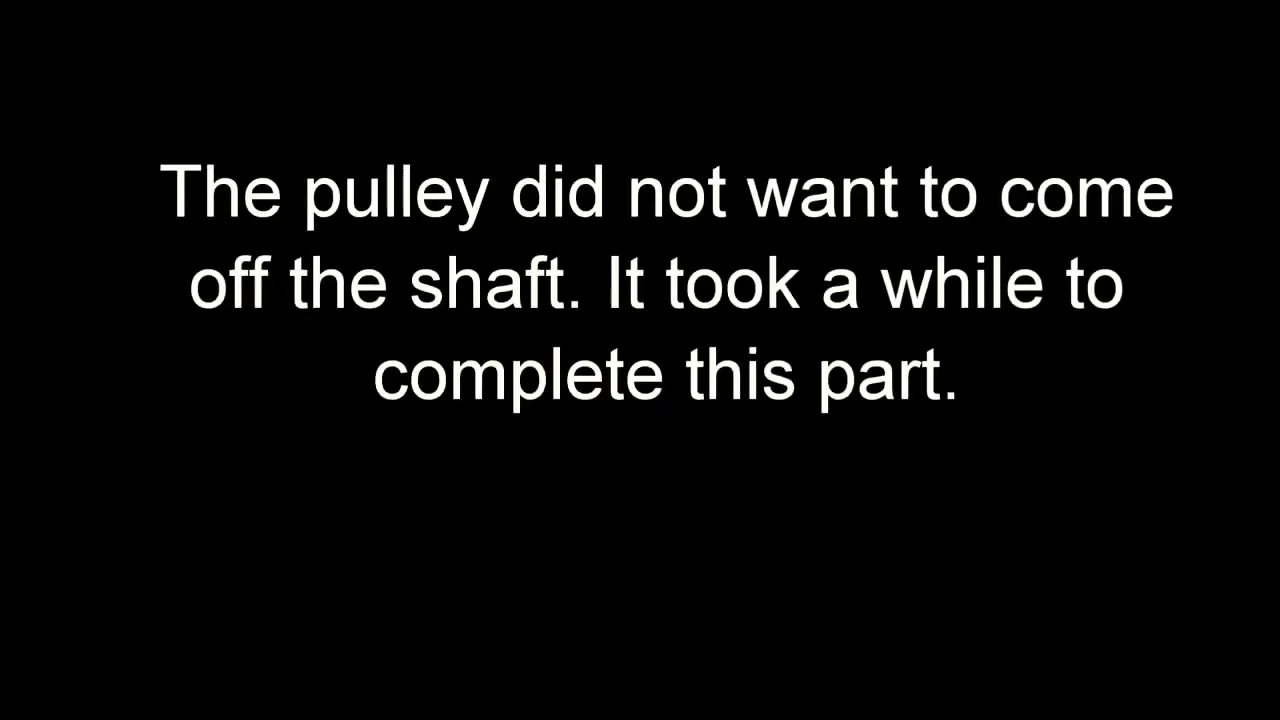 The pulley did not want to come
off the shaft. It took a while to
complete this part.